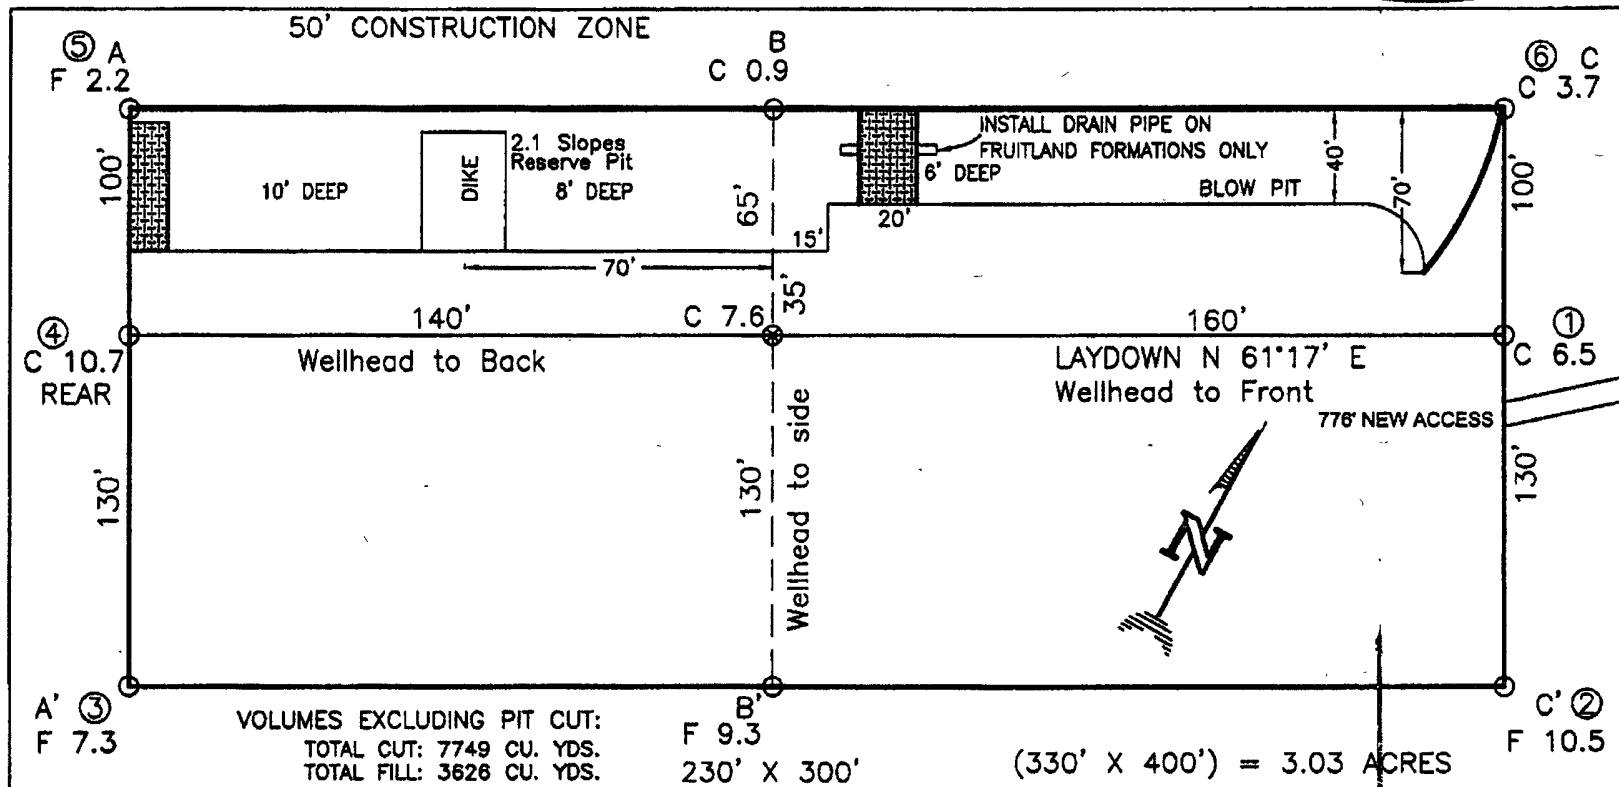 50' CONSTRUCTION ZONE
⑤ A
F 2.2
B
C 0.9
⑥ C
C 3.7
100'
10' DEEP
DIKE
2.1 Slopes
Reserve Pit
8' DEEP
65'
15'
20'
INSTALL DRAIN PIPE ON
FRUITLAND FORMATIONS ONLY
6' DEEP
BLOW PIT
40'
70'
100'
70'
35'
④
C 10.7
REAR
140'
Wellhead to Back
C 7.6
160'
LAYDOWN N 61°17' E
Wellhead to Front
①
C 6.5
776' NEW ACCESS
130'
130'
Wellhead to side
N
130'
A' ③
F 7.3
VOLUMES EXCLUDING PIT CUT:
TOTAL CUT: 7749 CU. YDS.
TOTAL FILL: 3626 CU. YDS.
B'
F 9.3
230' X 300'
(330' X 400') = 3.03 ACRES
C' ②
F 10.5